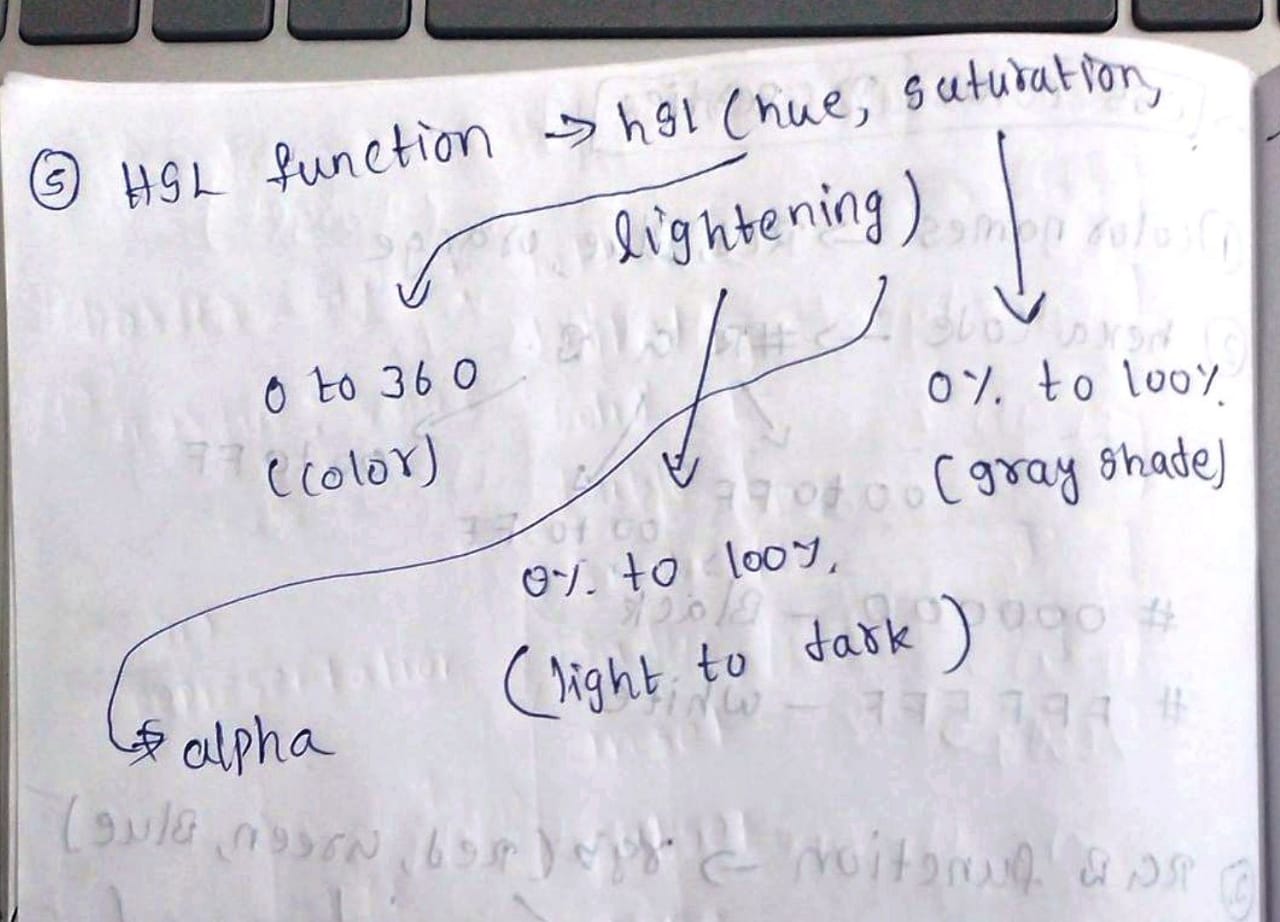 ⑤ HSL function → hsl (hue, suturation,
lightening)
0 to 360
(color)
0% to 100%
(gray shade)
0% to 100%
(light to dark)
alpha